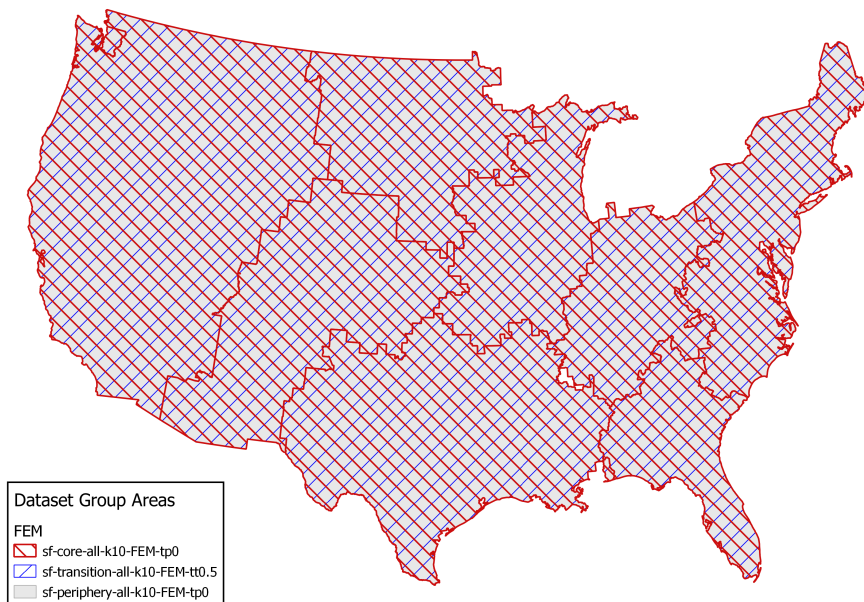 Dataset Group Areas
FEM
sf-core-all-k10-FEM-tp0
sf-transition-all-k10-FEM-tt0.5
sf-periphery-all-k10-FEM-tp0